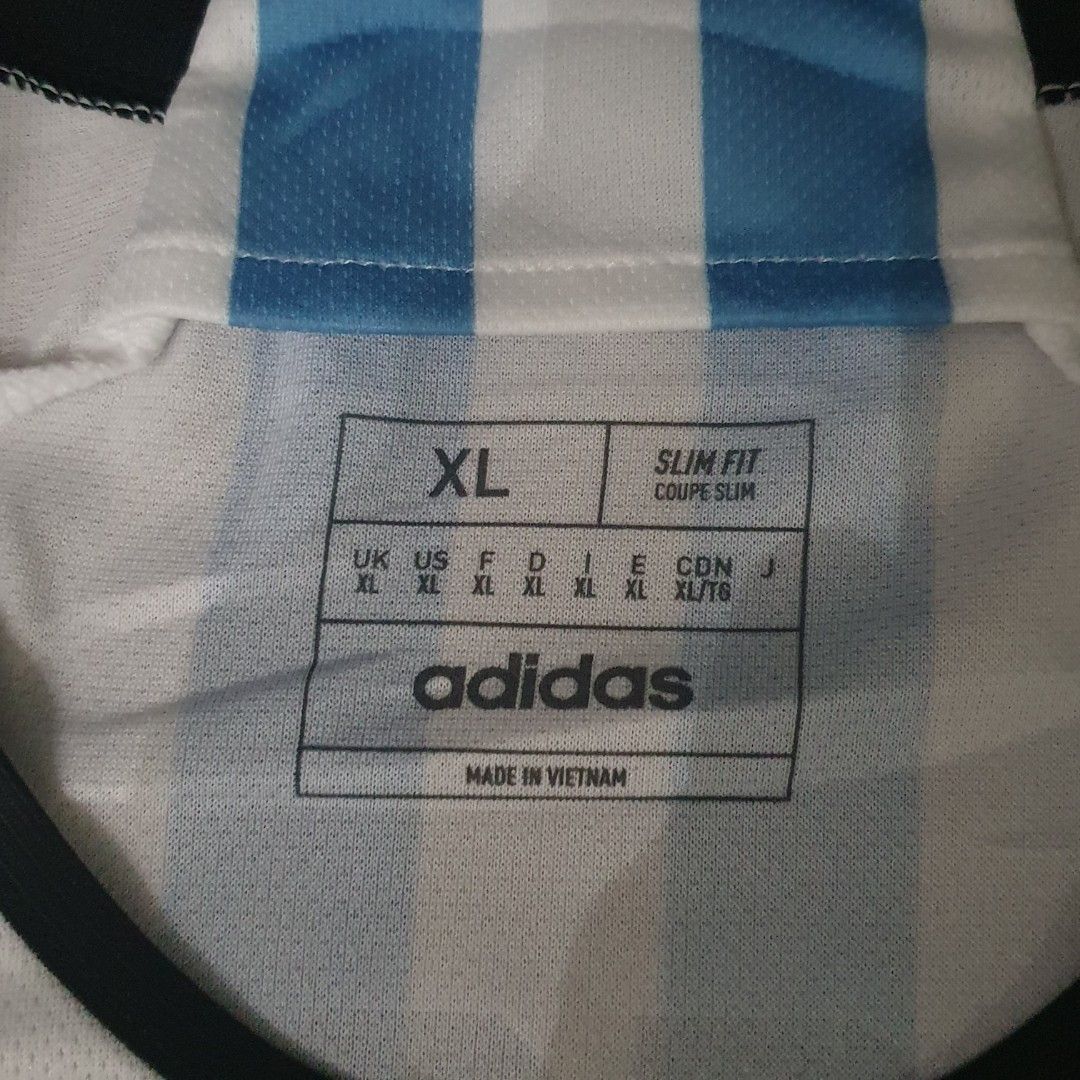 XL
SLIM FIT
COUPE SLIM
UK US F D I E CDN J
XL XL XL XL XL XL XL/TG
adidas
MADE IN VIETNAM